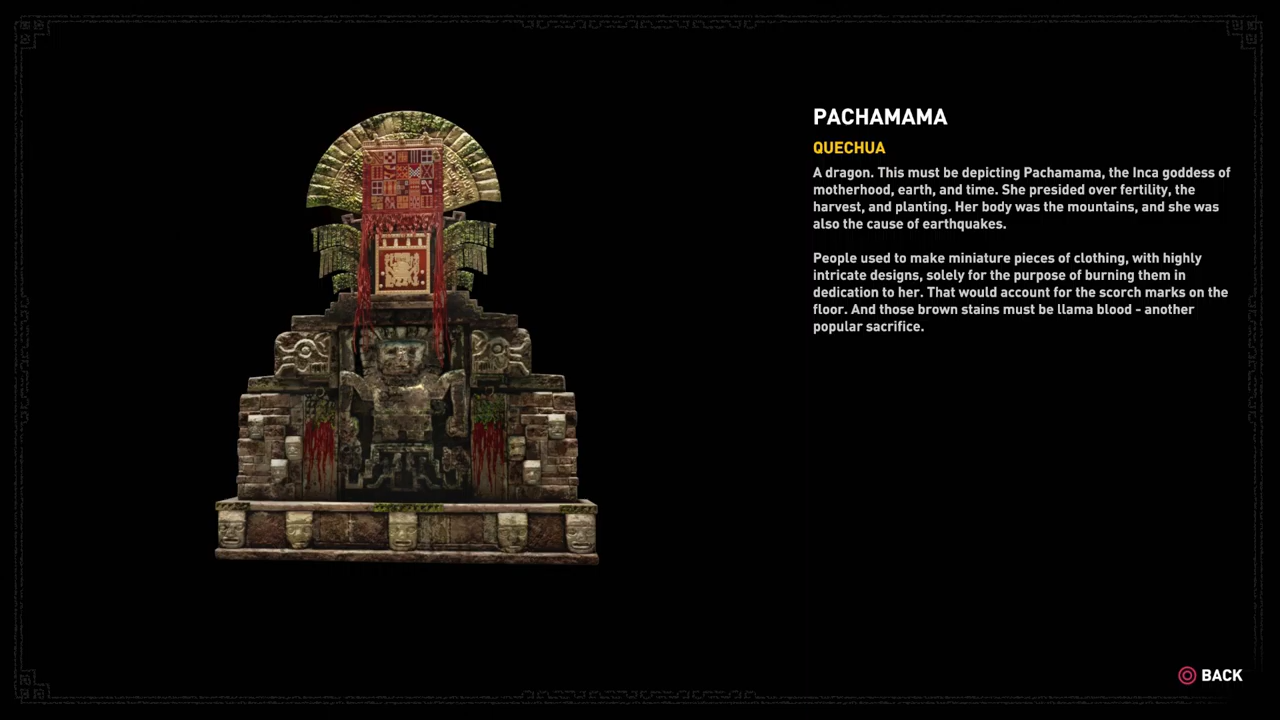 PACHAMAMA
QUECHUA
A dragon. This must be depicting Pachamama, the Inca goddess of
motherhood, earth, and time. She presided over fertility, the
harvest, and planting. Her body was the mountains, and she was
also the cause of earthquakes.
People used to make miniature pieces of clothing, with highly
intricate designs, solely for the purpose of burning them in
dedication to her. That would account for the scorch marks on the
floor. And those brown stains must be llama blood - another
popular sacrifice.
BACK